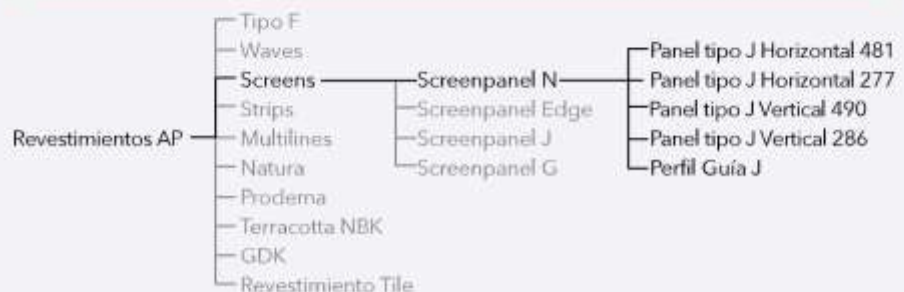 Tipo F
Waves
Screens
Strips
Revestimientos AP
Multilines
Natura
Prodema
Terracotta NBK
GDK
Revestimiento Tile
Screenpanel N
Screenpanel Edge
Screenpanel J
Screenpanel G
Panel tipo J Horizontal 481
Panel tipo J Horizontal 277
Panel tipo J Vertical 490
Panel tipo J Vertical 286
Perfil Guía J